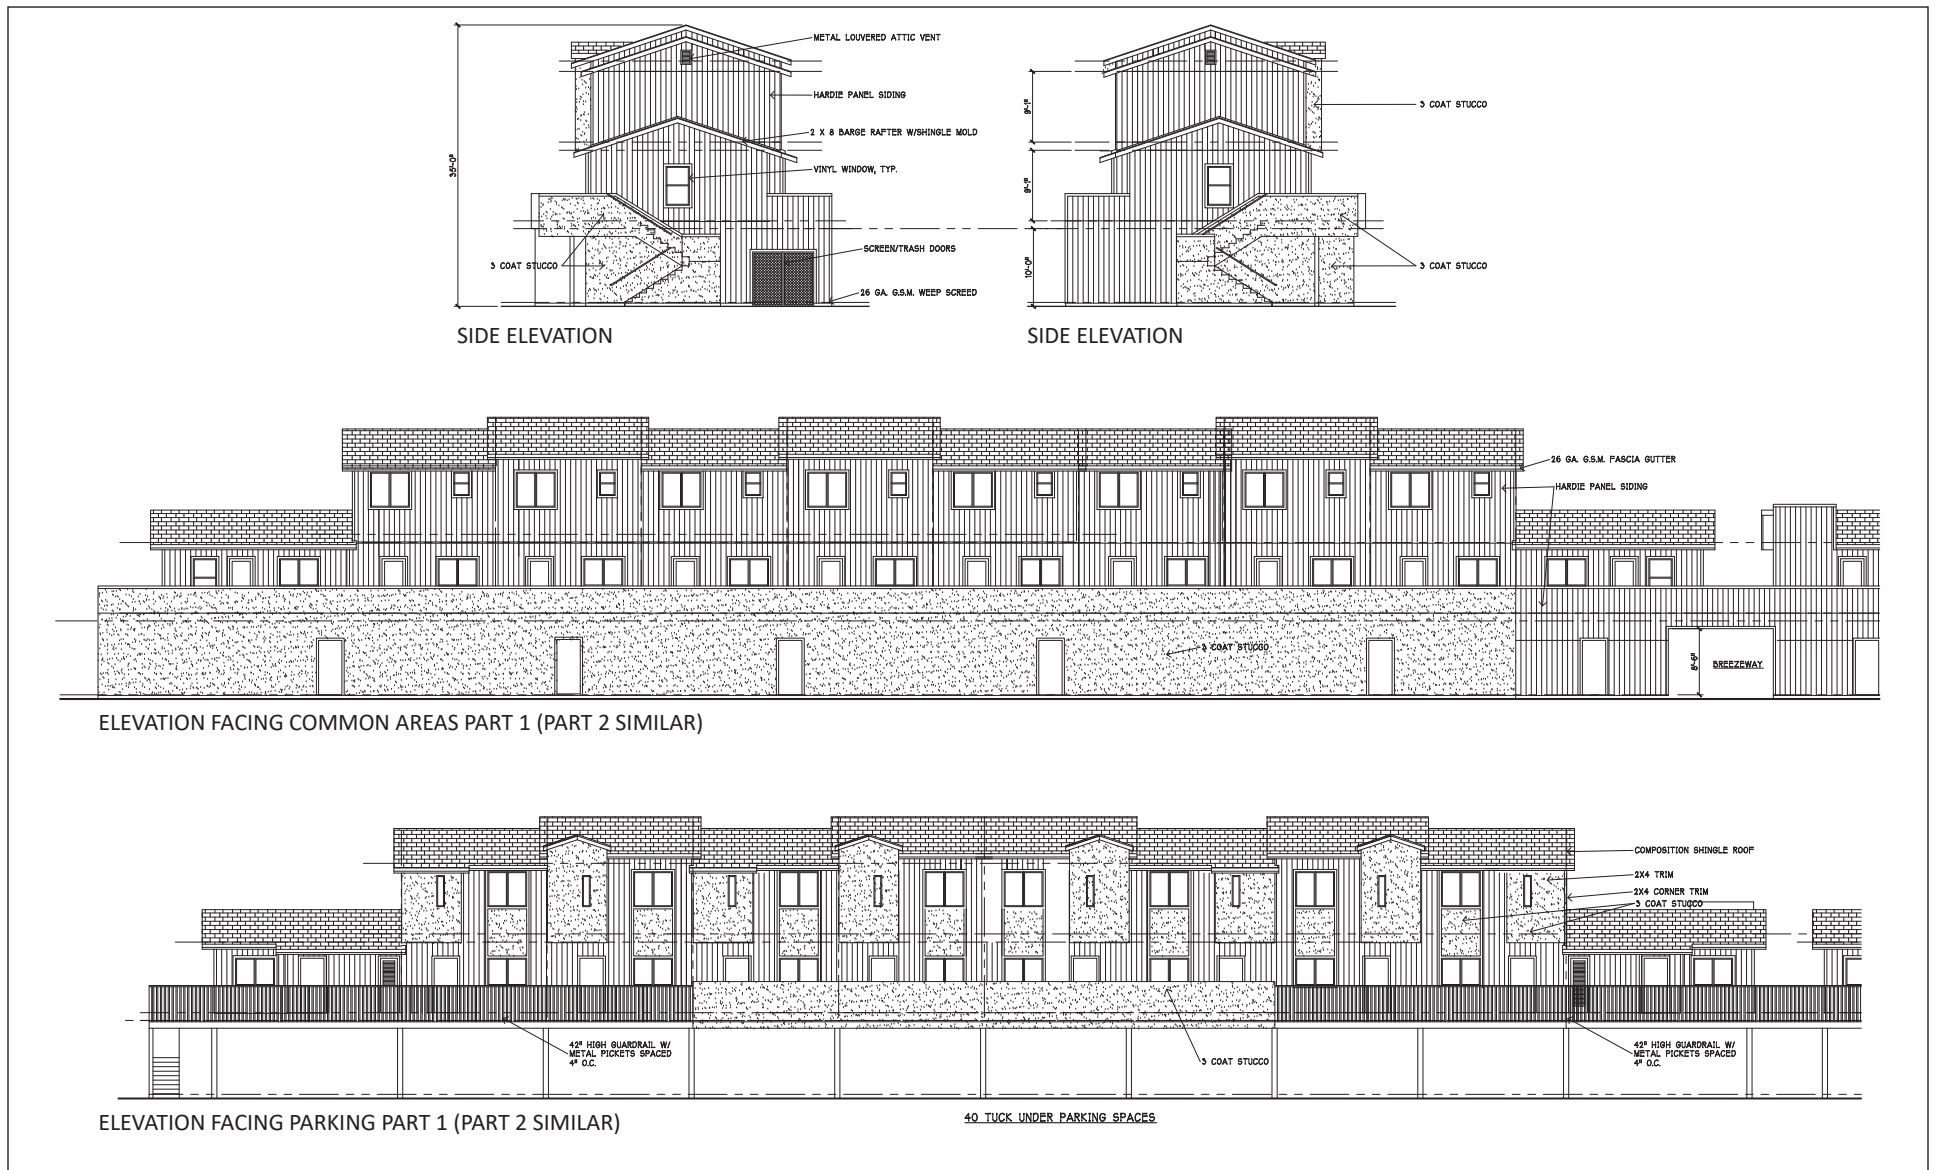 METAL LOUVERED ATTIC VENT
HARDIE PANEL SIDING
2 X 8 BARGE RAFTER W/SHINGLE MOLD
VINYL WINDOW, TYP.
35'-0"
SCREEN/TRASH DOORS
3 COAT STUCCO
26 GA. G.S.M. WEEP SCREED
SIDE ELEVATION
9'-1"
3 COAT STUCCO
9'-1"
10'-0"
3 COAT STUCCO
SIDE ELEVATION
26 GA. G.S.M. FASCIA GUTTER
HARDIE PANEL SIDING
3 COAT STUCCO
8'-6"
BREEZEWAY
ELEVATION FACING COMMON AREAS PART 1 (PART 2 SIMILAR)
COMPOSITION SHINGLE ROOF
2X4 TRIM
2X4 CORNER TRIM
3 COAT STUCCO
42" HIGH GUARDRAIL W/
METAL PICKETS SPACED
4" O.C.
3 COAT STUCCO
42" HIGH GUARDRAIL W/
METAL PICKETS SPACED
4" O.C.
40 TUCK UNDER PARKING SPACES
ELEVATION FACING PARKING PART 1 (PART 2 SIMILAR)